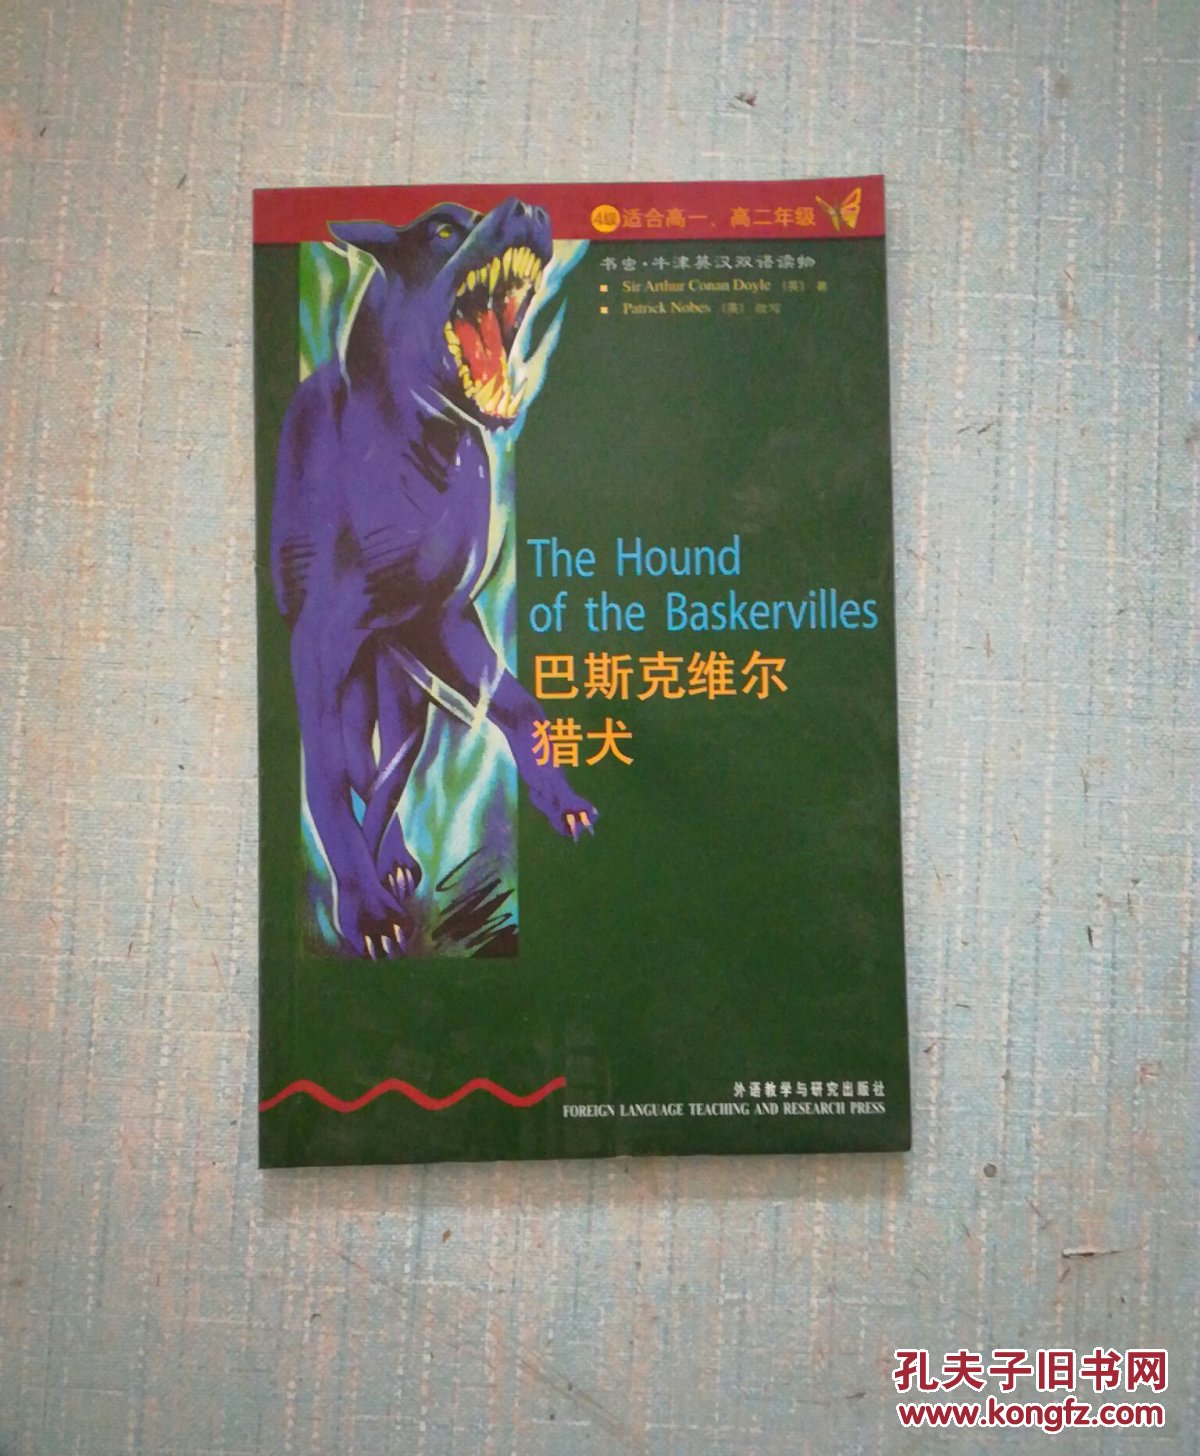 4级 适合高一、高二年级
书虫·牛津英汉双语读物
■ Sir Arthur Conan Doyle (英) 著
■ Patrick Nobes (英) 改写
The Hound
of the Baskervilles
巴斯克维尔
猎犬
外语教学与研究出版社
FOREIGN LANGUAGE TEACHING AND RESEARCH PRESS
孔夫子旧书网
www.kongfz.com